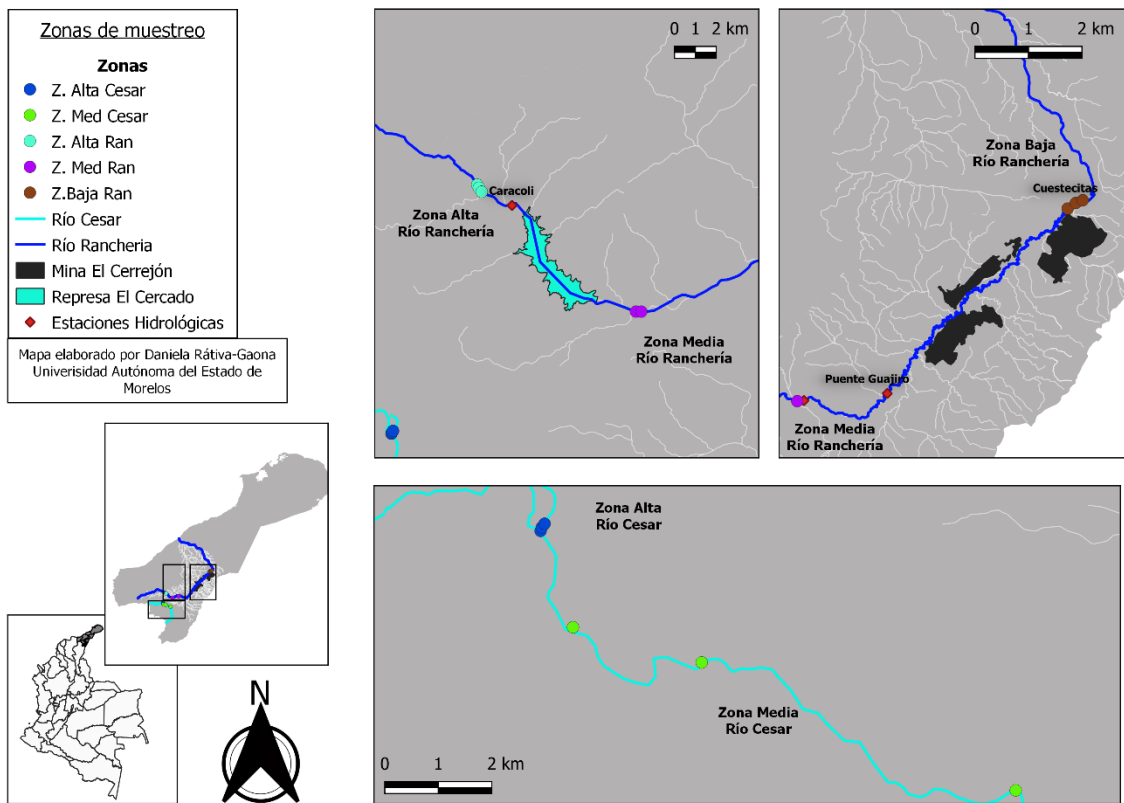 Zonas de muestreo
Zonas
Z. Alta Cesar
Z. Med Cesar
Z. Alta Ran
Z. Med Ran
Z.Baja Ran
Río Cesar
Río Rancheria
Mina El Cerrejón
Represa El Cercado
Estaciones Hidrológicas
Mapa elaborado por Daniela Rátiva-Gaona
Univerisidad Autónoma del Estado de
Morelos
0 1 2 km
Caracoli
Zona Alta
Río Ranchería
Zona Media
Río Ranchería
0 1 2 km
Zona Baja
Río Ranchería
Cuestecitas
Puente Guajiro
Zona Media
Río Ranchería
Zona Alta
Río Cesar
Zona Media
Río Cesar
0 1 2 km
N